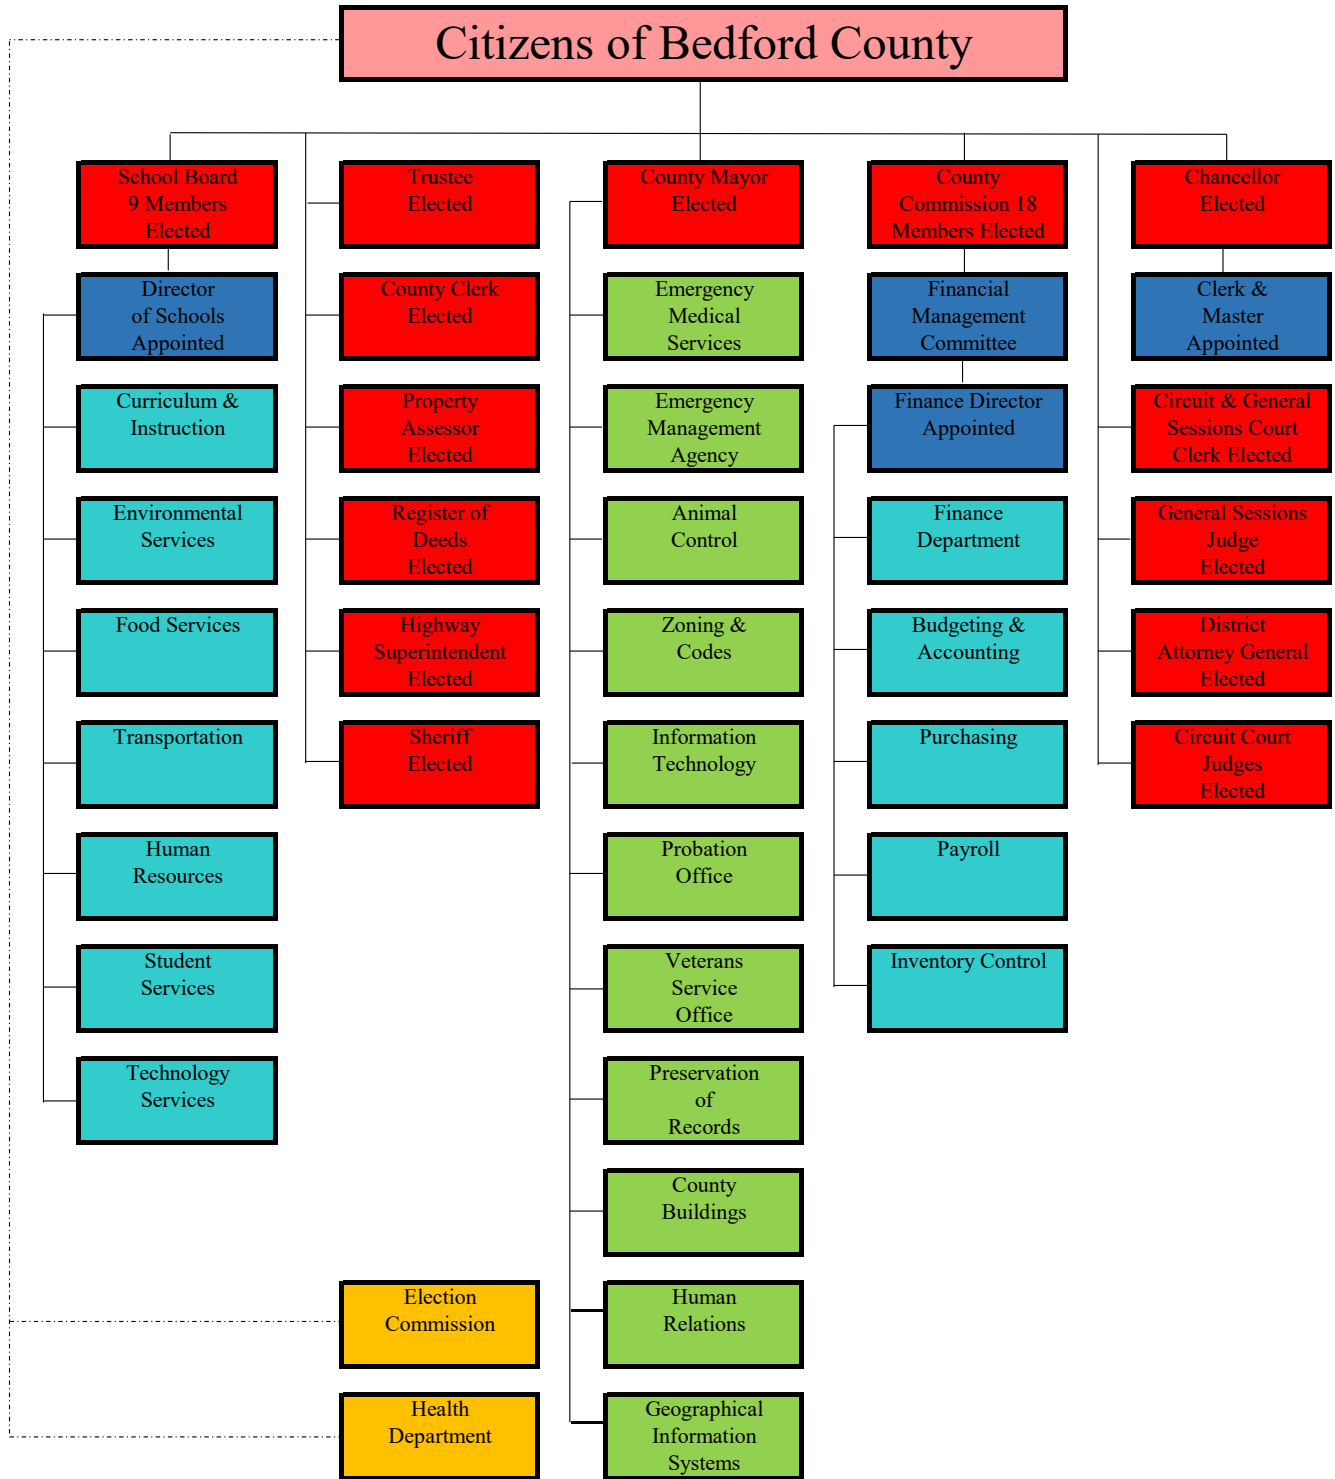 Citizens of Bedford County
School Board
9 Members
Elected
Trustee
Elected
County Mayor
Elected
County
Commission 18
Members Elected
Chancellor
Elected
Director
of Schools
Appointed
County Clerk
Elected
Emergency
Medical
Services
Financial
Management
Committee
Clerk &
Master
Appointed
Curriculum &
Instruction
Property
Assessor
Elected
Emergency
Management
Agency
Finance Director
Appointed
Circuit & General
Sessions Court
Clerk Elected
Environmental
Services
Register of
Deeds
Elected
Animal
Control
Finance
Department
General Sessions
Judge
Elected
Food Services
Highway
Superintendent
Elected
Zoning &
Codes
Budgeting &
Accounting
District
Attorney General
Elected
Transportation
Sheriff
Elected
Information
Technology
Purchasing
Circuit Court
Judges
Elected
Human
Resources
Probation
Office
Payroll
Student
Services
Veterans
Service
Office
Inventory Control
Technology
Services
Preservation
of
Records
County
Buildings
Election
Commission
Human
Relations
Health
Department
Geographical
Information
Systems